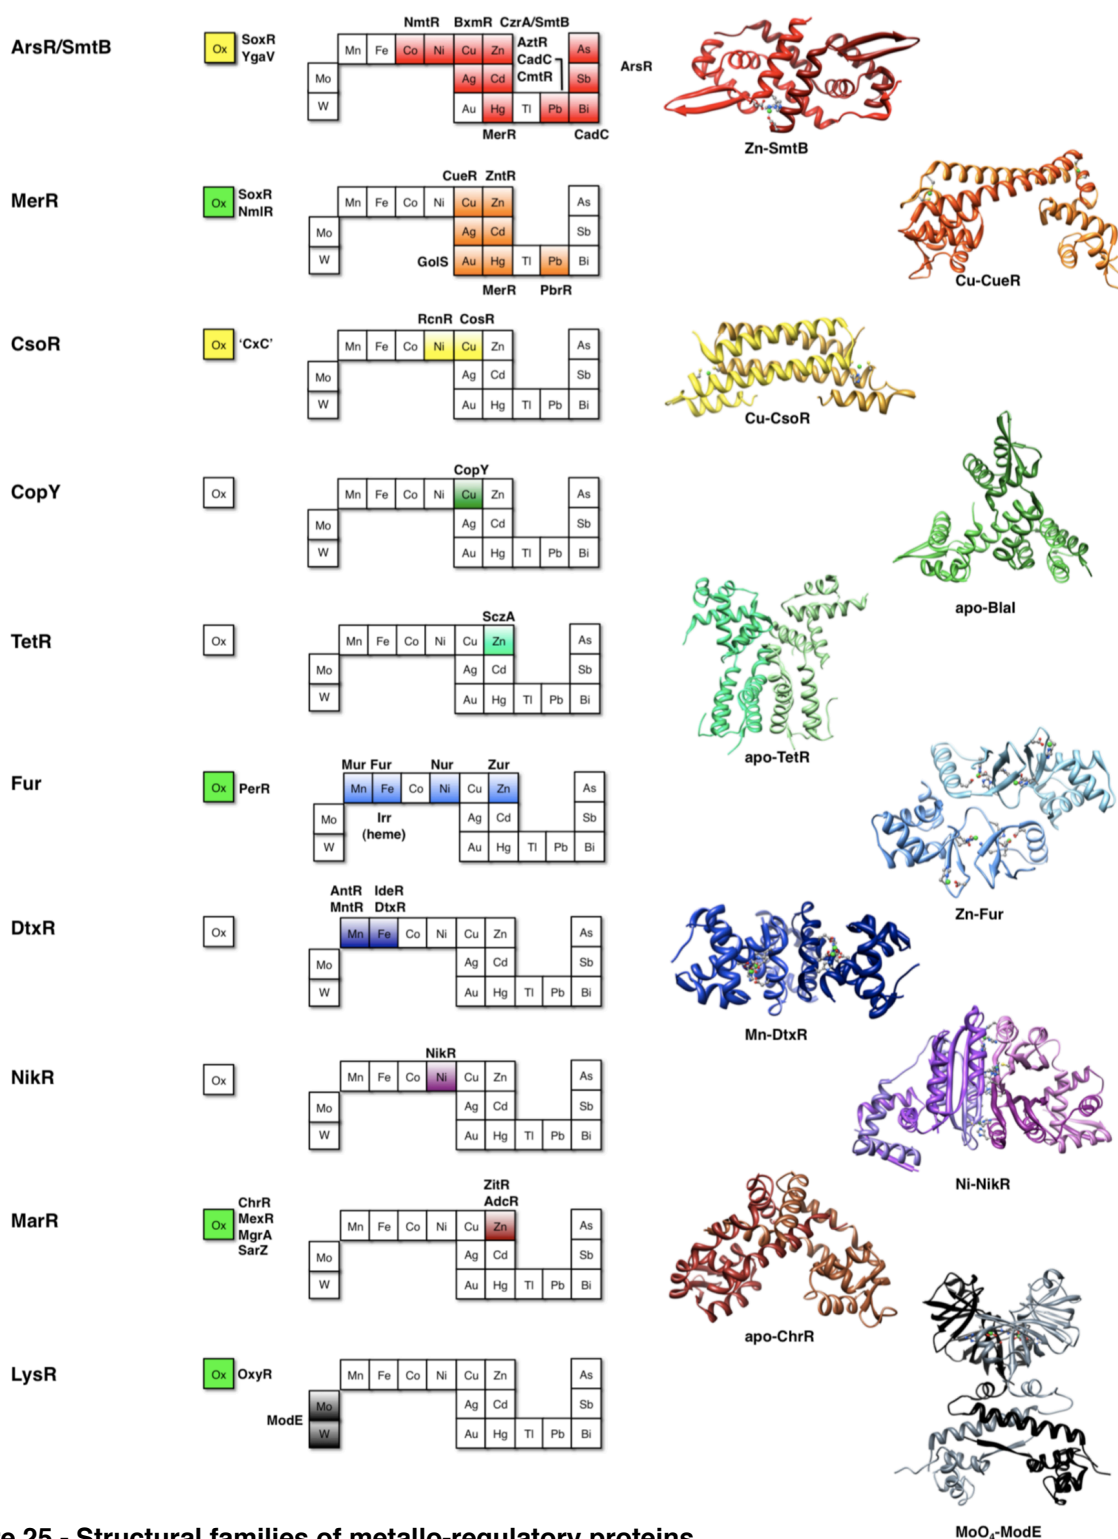 NmtR BxmR CzrA/SmtB
ArsR/SmtB
Ox
SoxR
YgaV
Mn Fe Co Ni Cu Zn
AztR
CadC
CmtR
As
ArsR
Mo
Ag Cd
Sb
W
Au Hg Tl Pb Bi
MerR
CadC
Zn-SmtB
CueR ZntR
MerR
Ox
SoxR
NmlR
Mn Fe Co Ni Cu Zn
As
Mo
Ag Cd
Sb
W
GolS
Au Hg Tl Pb Bi
MerR
PbrR
Cu-CueR
RcnR CosR
CsoR
Ox
‘CxC’
Mn Fe Co Ni Cu Zn
As
Mo
Ag Cd
Sb
W
Au Hg Tl Pb Bi
Cu-CsoR
CopY
CopY
Ox
Mn Fe Co Ni Cu Zn
As
Mo
Ag Cd
Sb
W
Au Hg Tl Pb Bi
apo-BlaI
SczA
TetR
Ox
Mn Fe Co Ni Cu Zn
As
Mo
Ag Cd
Sb
W
Au Hg Tl Pb Bi
apo-TetR
Mur Fur
Nur
Zur
Fur
Ox
PerR
Mn Fe Co Ni Cu Zn
As
Mo
Irr
(heme)
Ag Cd
Sb
W
Au Hg Tl Pb Bi
Zn-Fur
AntR IdeR
MntR DtxR
DtxR
Ox
Mn Fe Co Ni Cu Zn
As
Mo
Ag Cd
Sb
W
Au Hg Tl Pb Bi
Mn-DtxR
NikR
NikR
Ox
Mn Fe Co Ni Cu Zn
As
Mo
Ag Cd
Sb
W
Au Hg Tl Pb Bi
Ni-NikR
ZitR
AdcR
MarR
Ox
ChrR
MexR
MgrA
SarZ
Mn Fe Co Ni Cu Zn
As
Mo
Ag Cd
Sb
W
Au Hg Tl Pb Bi
apo-ChrR
LysR
Ox
OxyR
Mn Fe Co Ni Cu Zn
As
ModE
Mo
Ag Cd
Sb
W
Au Hg Tl Pb Bi
MoO₄-ModE
25 - Structural families of metallo-regulatory proteins